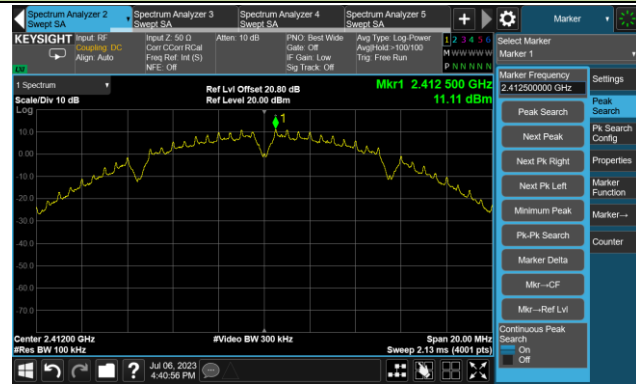 Spectrum Analyzer 2
Swept SA
Spectrum Analyzer 3
Swept SA
Spectrum Analyzer 4
Swept SA
Spectrum Analyzer 5
Swept SA
+
Marker
KEYSIGHT
Input: RF
Coupling: DC
Align: Auto
Input Z: 50 Ω
Corr CCorr RCal
Freq Ref: Int (S)
NFE: Off
Atten: 10 dB
PNO: Best Wide
Gate: Off
IF Gain: Low
Sig Track: Off
Avg Type: Log-Power
Avg|Hold:>100/100
Trig: Free Run
1 2 3 4 5 6
M W W W W W
P N N N N N
Select Marker
Marker 1
1 Spectrum
Scale/Div 10 dB
Log
Ref Lvl Offset 20.80 dB
Ref Level 20.00 dBm
Mkr1 2.412 500 GHz
11.11 dBm
1
10.0
0.00
-10.0
-20.0
-30.0
-40.0
-50.0
-60.0
-70.0
Center 2.41200 GHz
#Res BW 100 kHz
#Video BW 300 kHz
Span 20.00 MHz
Sweep 2.13 ms (4001 pts)
Marker Frequency
2.412500000 GHz
Peak Search
Next Peak
Next Pk Right
Next Pk Left
Minimum Peak
Pk-Pk Search
Marker Delta
Mkr→CF
Mkr→Ref Lvl
Continuous Peak
Search
On
Off
Settings
Peak
Search
Pk Search
Config
Properties
Marker
Function
Marker→
Counter
?
Jul 06, 2023
4:40:56 PM